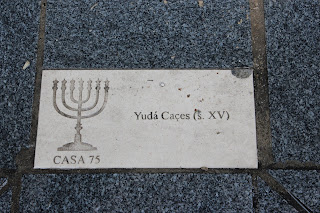 Yudá Caçes (s. XV)
CASA 75